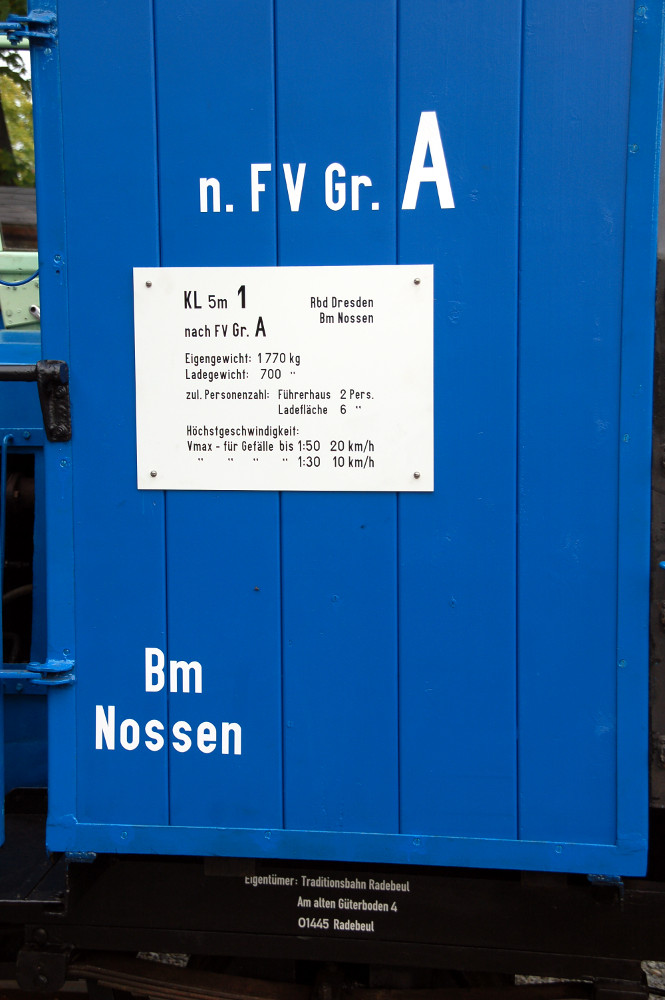 n. FV Gr. A
KL 5m 1
Rbd Dresden
Bm Nossen
nach FV Gr. A
Eigengewicht: 1770 kg
Ladegewicht: 700 "
zul. Personenzahl: Führerhaus 2 Pers.
Ladefläche 6 "
Höchstgeschwindigkeit:
Vmax - für Gefälle bis 1:50 20 km/h
" " " " 1:30 10 km/h
Bm
Nossen
Eigentümer: Traditionsbahn Radebeul
Am alten Güterboden 4
01445 Radebeul